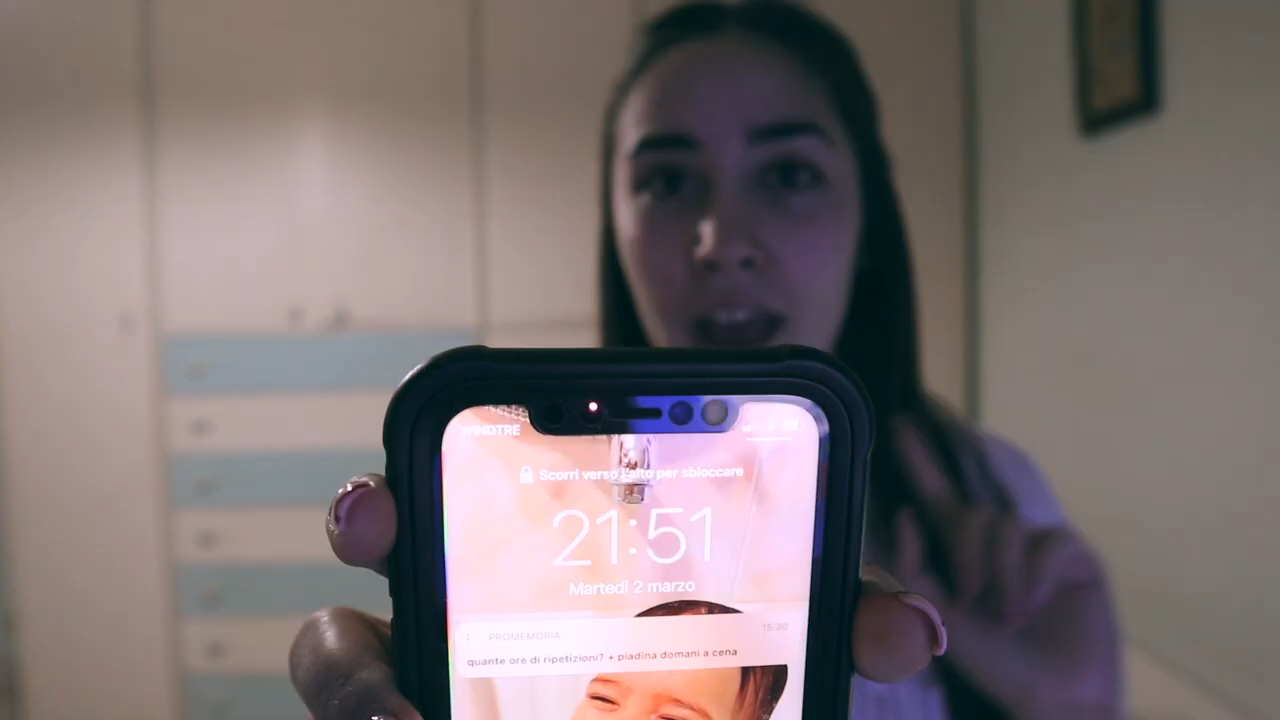 WINDTRE
Scorri verso l'alto per sbloccare
21:51
Martedì 2 marzo
PROMEMORIA 15:30
quante ore di ripetizioni? + piadina domani a cena